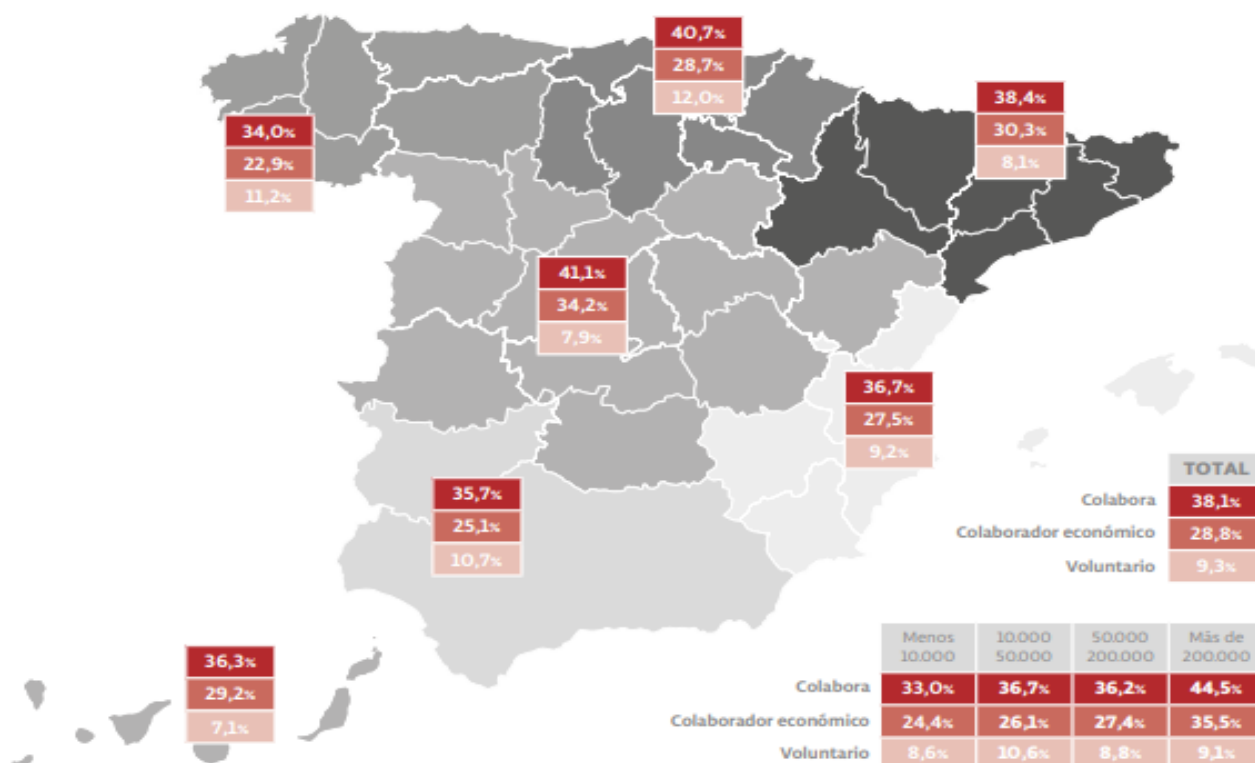 40,7%
28,7%
12,0%
38,4%
30,3%
8,1%
34,0%
22,9%
11,2%
41,1%
34,2%
7,9%
36,7%
27,5%
9,2%
35,7%
25,1%
10,7%
36,3%
29,2%
7,1%
TOTAL
Colabora 38,1%
Colaborador económico 28,8%
Voluntario 9,3%
Menos 10.000 50.000 Más de
10.000 50.000 200.000 200.000
Colabora 33,0% 36,7% 36,2% 44,5%
Colaborador económico 24,4% 26,1% 27,4% 35,5%
Voluntario 8,6% 10,6% 8,8% 9,1%